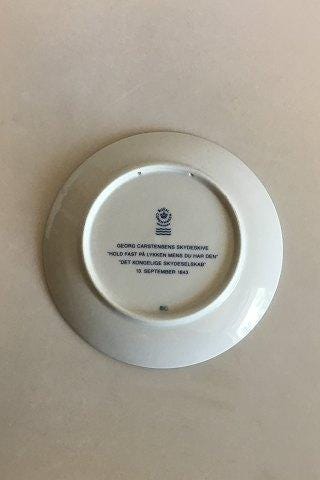 GEORG CARSTENSENS SKYDESKIVE
"HOLD FAST PÅ LYKKEN MENS DU HAR DEN"
"DET KONGELIGE SKYDESELSKAB"
13. SEPTEMBER 1843